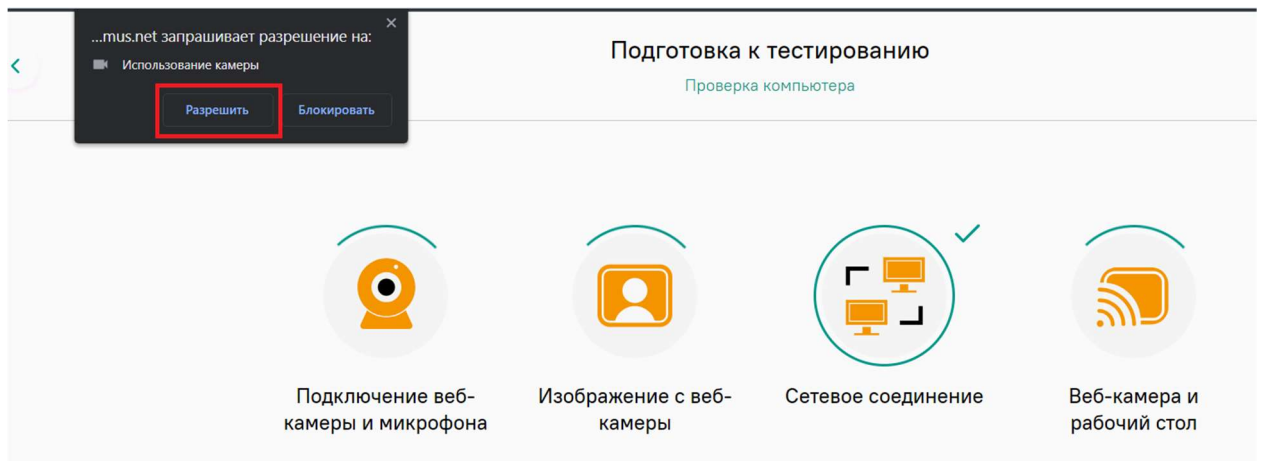 ...mus.net запрашивает разрешение на:
Использование камеры
Разрешить
Блокировать
Подготовка к тестированию
Проверка компьютера
Подключение веб-
камеры и микрофона
Изображение с веб-
камеры
Сетевое соединение
Веб-камера и
рабочий стол